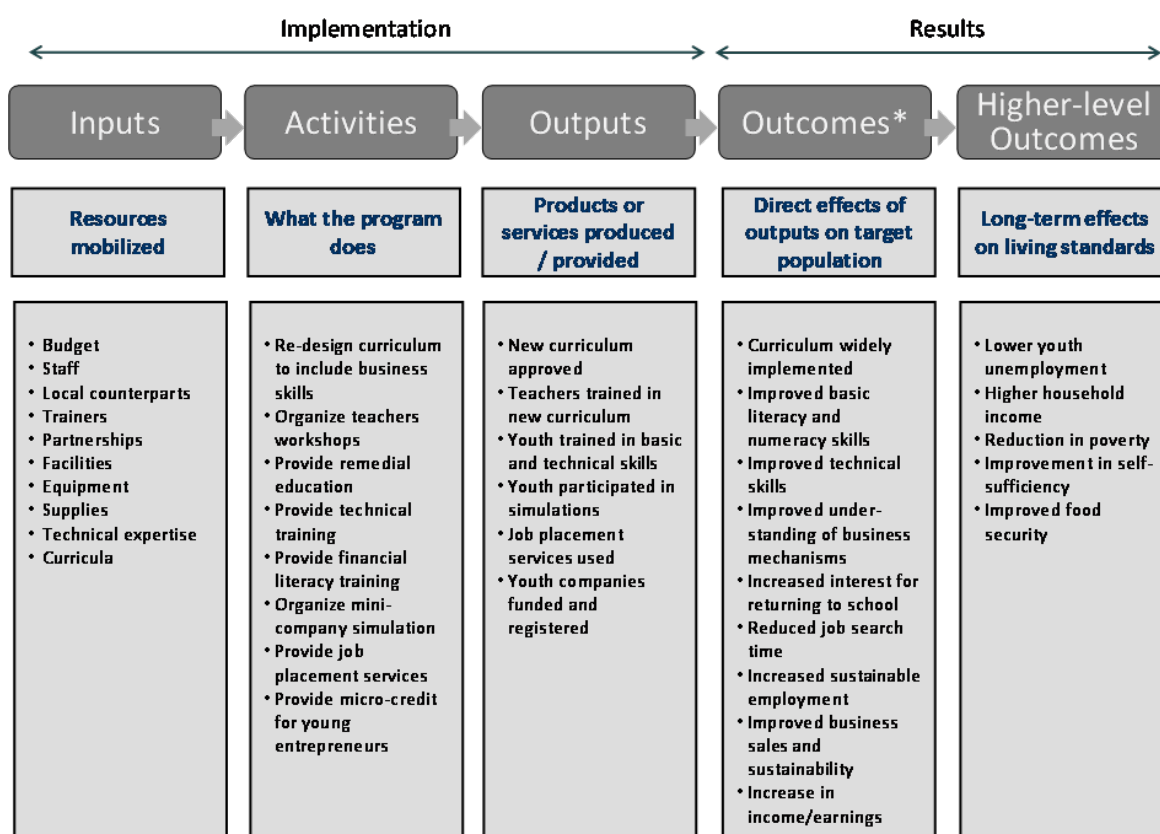 Implementation
Results
Inputs
Activities
Outputs
Outcomes*
Higher-level
Outcomes
Resources
mobilized
What the program
does
Products or
services produced
/ provided
Direct effects of
outputs on target
population
Long-term effects
on living standards
• Budget
• Staff
• Local counterparts
• Trainers
• Partnerships
• Facilities
• Equipment
• Supplies
• Technical expertise
• Curricula
• Re-design curriculum
to include business
skills
• Organize teachers
workshops
• Provide remedial
education
• Provide technical
training
• Provide financial
literacy training
• Organize mini-
company simulation
• Provide job
placement services
• Provide micro-credit
for young
entrepreneurs
• New curriculum
approved
• Teachers trained in
new curriculum
• Youth trained in basic
and technical skills
• Youth participated in
simulations
• Job placement
services used
• Youth companies
funded and
registered
• Curriculum widely
implemented
• Improved basic
literacy and
numeracy skills
• Improved technical
skills
• Improved under-
standing of business
mechanisms
• Increased interest for
returning to school
• Reduced job search
time
• Increased sustainable
employment
• Improved business
sales and
sustainability
• Increase in
income/earnings
• Lower youth
unemployment
• Higher household
income
• Reduction in poverty
• Improvement in self-
sufficiency
• Improved food
security